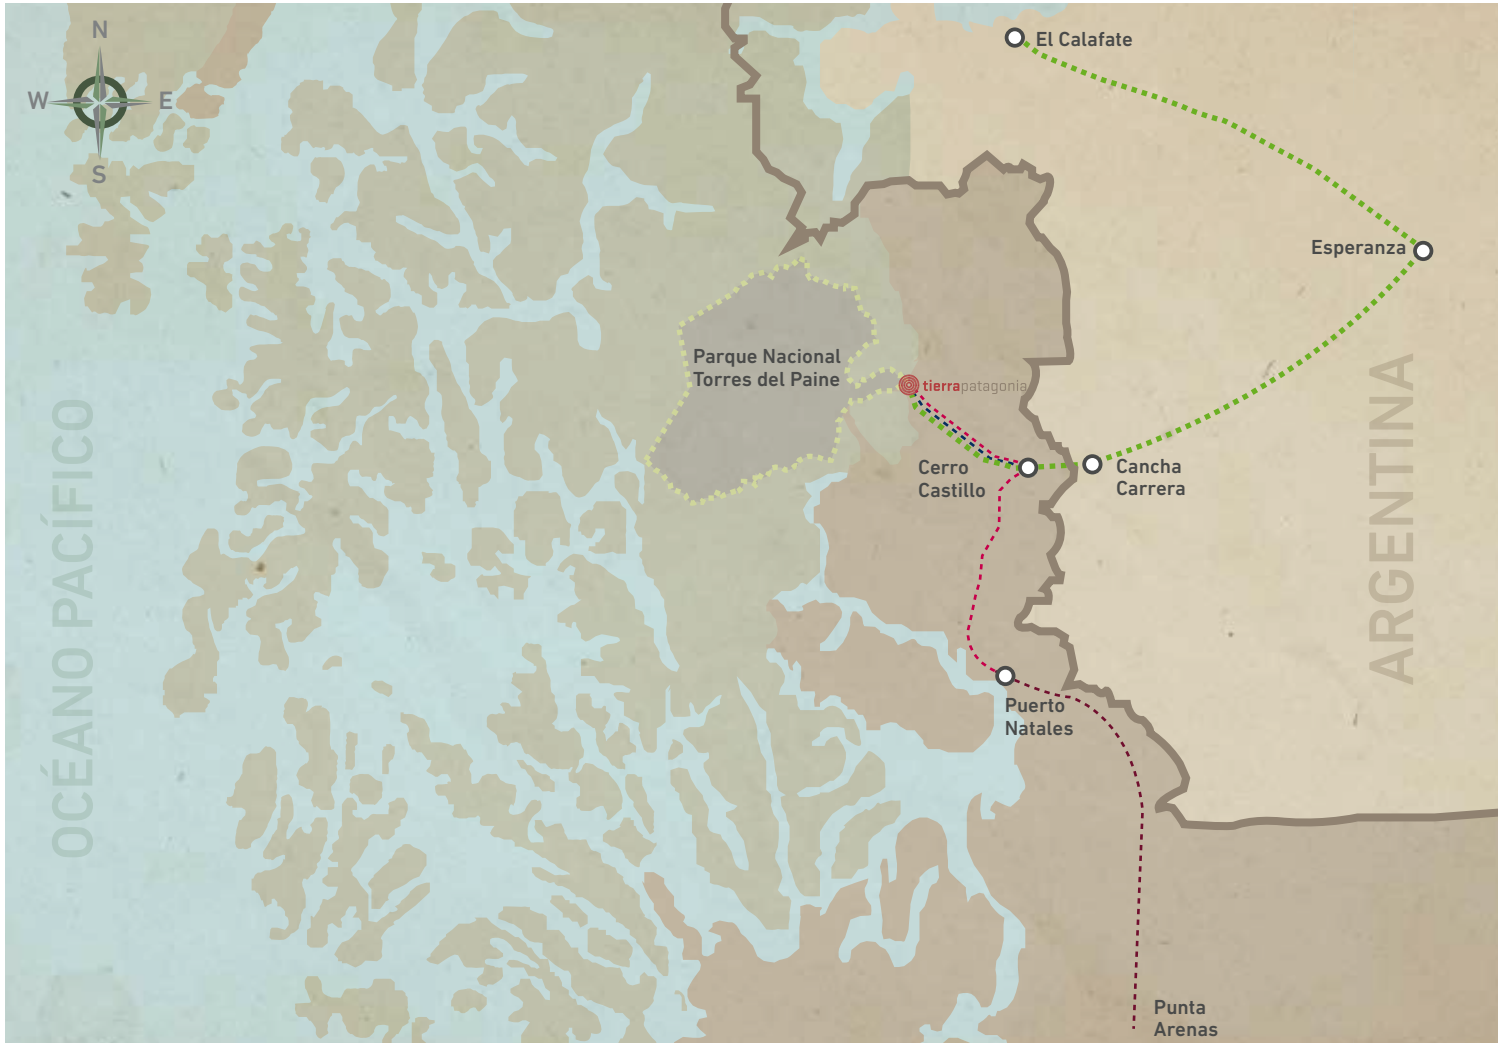 N
W
E
S
El Calafate
Esperanza
Parque Nacional
Torres del Paine
tierrapatagonia
Cerro
Castillo
Cancha
Carrera
OCÉANO PACÍFICO
ARGENTINA
Puerto
Natales
Punta
Arenas